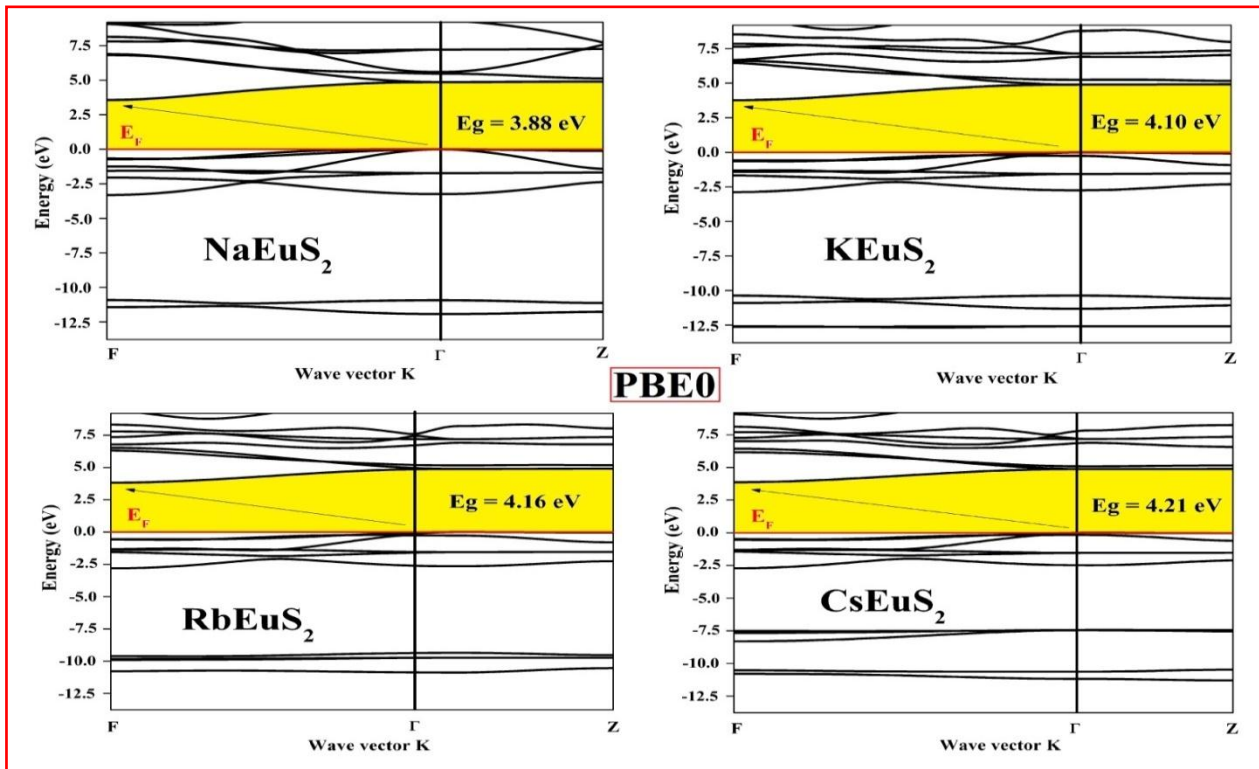 7.5
5.0
2.5
0.0
-2.5
-5.0
-7.5
-10.0
-12.5
Energy (eV)
E_F
Eg = 3.88 eV
NaEuS₂
F
Γ
Z
Wave vector K
7.5
5.0
2.5
0.0
-2.5
-5.0
-7.5
-10.0
-12.5
Energy (eV)
E_F
Eg = 4.10 eV
KEuS₂
F
Γ
Z
Wave vector K
PBE0
7.5
5.0
2.5
0.0
-2.5
-5.0
-7.5
-10.0
-12.5
Energy (eV)
E_F
Eg = 4.16 eV
RbEuS₂
F
Γ
Z
Wave vector K
7.5
5.0
2.5
0.0
-2.5
-5.0
-7.5
-10.0
-12.5
Energy (eV)
E_F
Eg = 4.21 eV
CsEuS₂
F
Γ
Z
Wave vector K